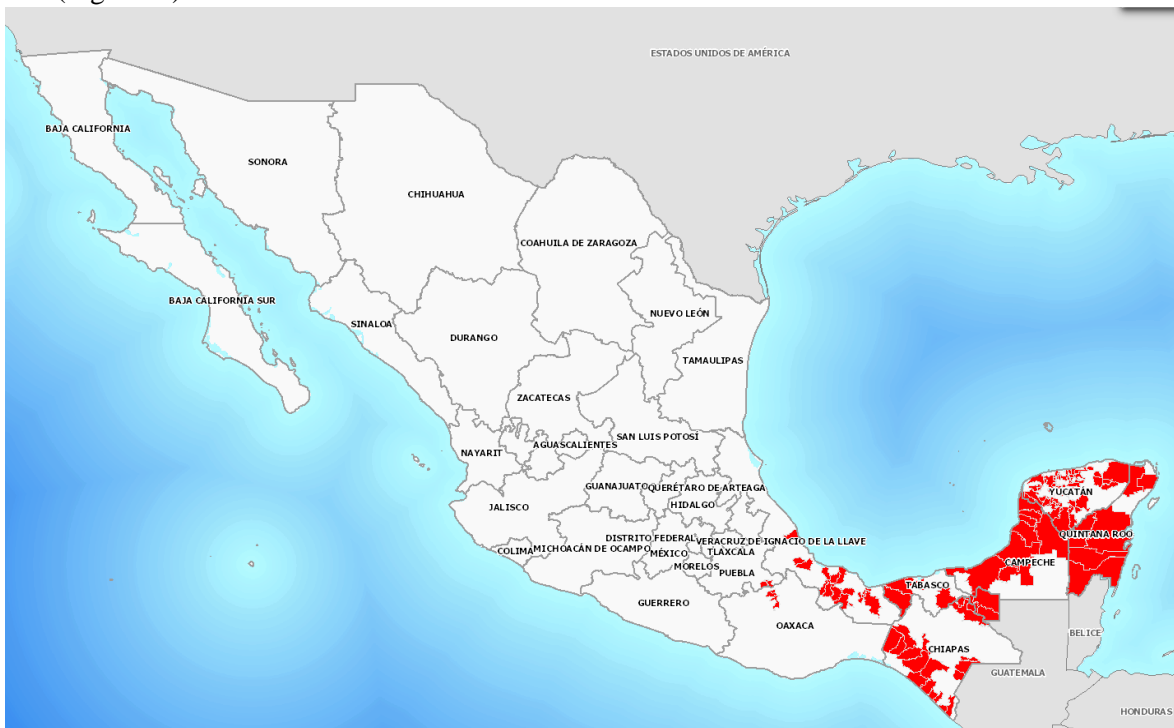 ESTADOS UNIDOS DE AMÉRICA
BAJA CALIFORNIA
SONORA
CHIHUAHUA
COAHUILA DE ZARAGOZA
BAJA CALIFORNIA SUR
SINALOA
NUEVO LEÓN
DURANGO
TAMAULIPAS
ZACATECAS
SAN LUIS POTOSÍ
AGUASCALIENTES
NAYARIT
GUANAJUATO
QUERÉTARO DE ARTEAGA
YUCATÁN
JALISCO
HIDALGO
QUINTANA ROO
DISTRITO FEDERAL
VERACRUZ DE IGNACIO DE LA LLAVE
COLIMA
MICHOACÁN DE OCAMPO
MÉXICO
TLAXCALA
CAMPECHE
MORELOS
PUEBLA
TABASCO
GUERRERO
OAXACA
BELICE
CHIAPAS
GUATEMALA
HONDURAS